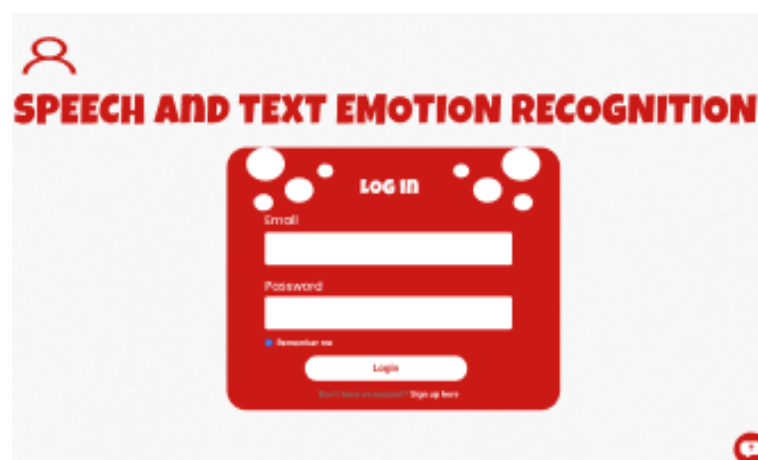 SPEECH AND TEXT EMOTION RECOGNITION
LOG IN
Email
Password
Remember me
Login
Don't have an account? Sign up here